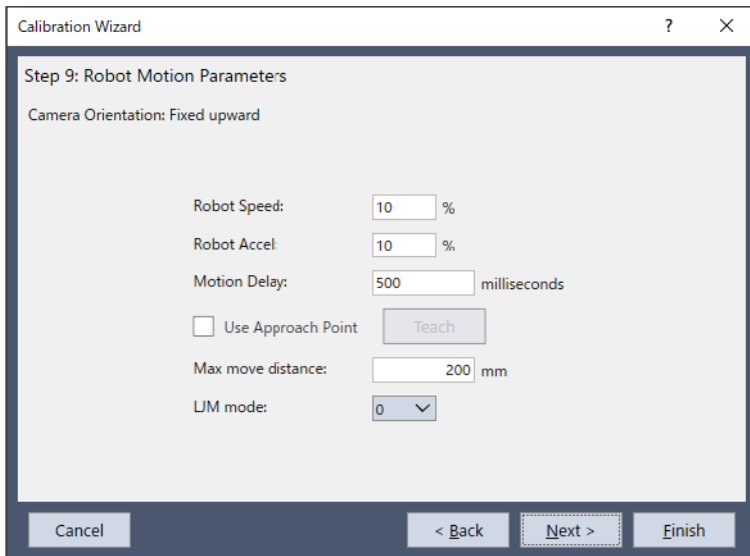 Calibration Wizard ? ×
Step 9: Robot Motion Parameters
Camera Orientation: Fixed upward
Robot Speed: 10 %
Robot Accel: 10 %
Motion Delay: 500 milliseconds
Use Approach Point Teach
Max move distance: 200 mm
LJM mode: 0
Cancel < Back Next > Finish